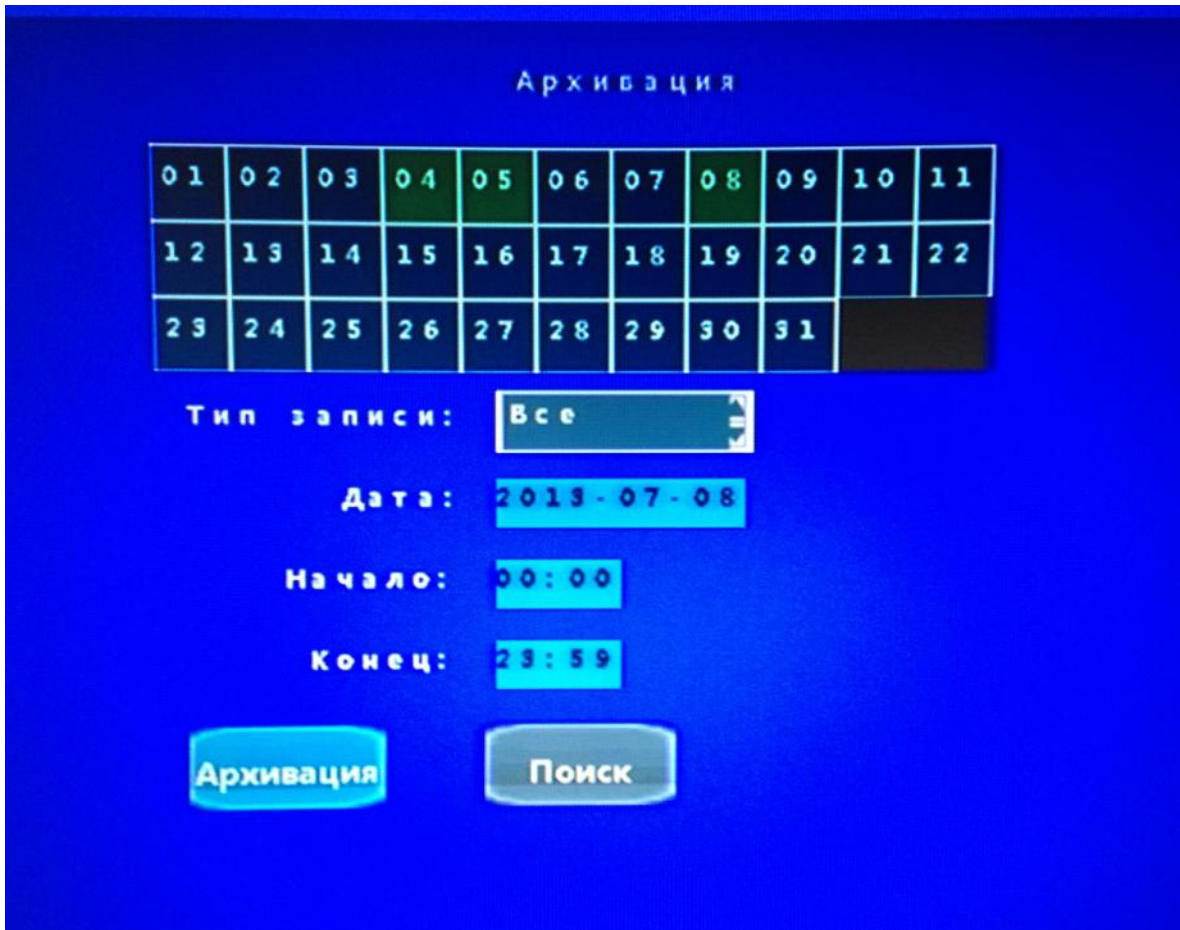 Архивация
01 02 03 04 05 06 07 08 09 10 11
12 13 14 15 16 17 18 19 20 21 22
23 24 25 26 27 28 29 30 31
Тип записи: Все
Дата: 2013-07-08
Начало: 00:00
Конец: 23:59
Архивация Поиск